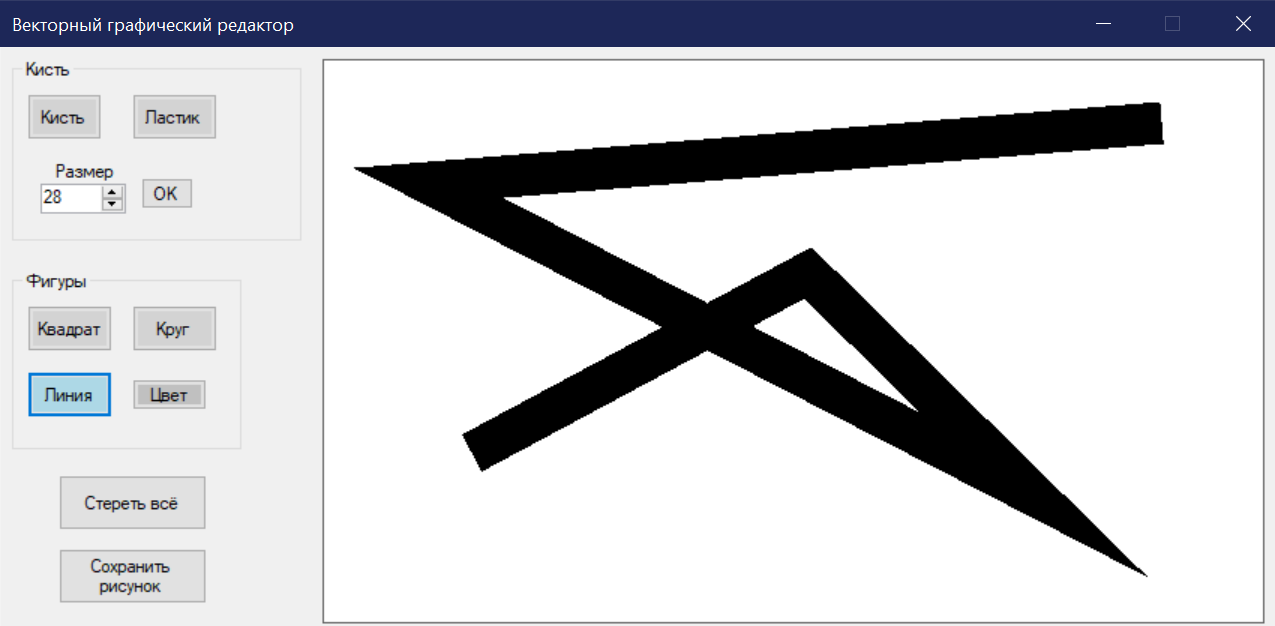 Векторный графический редактор
Кисть
Кисть
Ластик
Размер
28
OK
Фигуры
Квадрат
Круг
Линия
Цвет
Стереть всё
Сохранить
рисунок